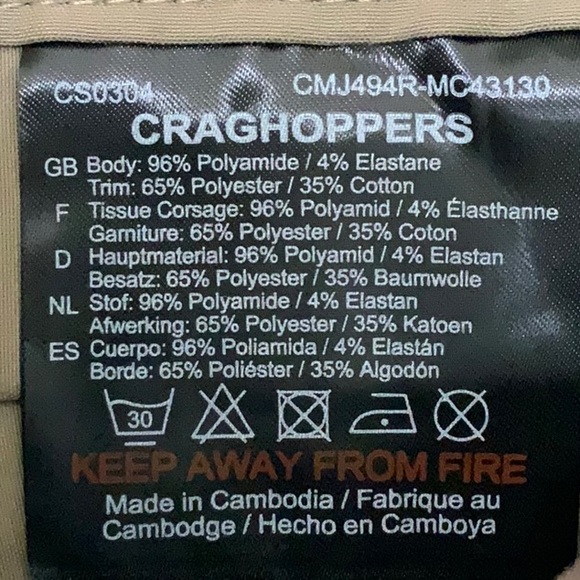 CS0304 CMJ494R-MC43130
CRAGHOPPERS
GB Body: 96% Polyamide / 4% Elastane
Trim: 65% Polyester / 35% Cotton
F Tissue Corsage: 96% Polyamid / 4% Élasthanne
Garniture: 65% Polyester / 35% Coton
D Hauptmaterial: 96% Polyamid / 4% Elastan
Besatz: 65% Polyester / 35% Baumwolle
NL Stof: 96% Polyamide / 4% Elastan
Afwerking: 65% Polyester / 35% Katoen
ES Cuerpo: 96% Poliamida / 4% Elastán
Borde: 65% Poliéster / 35% Algodón
30
KEEP AWAY FROM FIRE
Made in Cambodia / Fabrique au
Cambodge / Hecho en Camboya